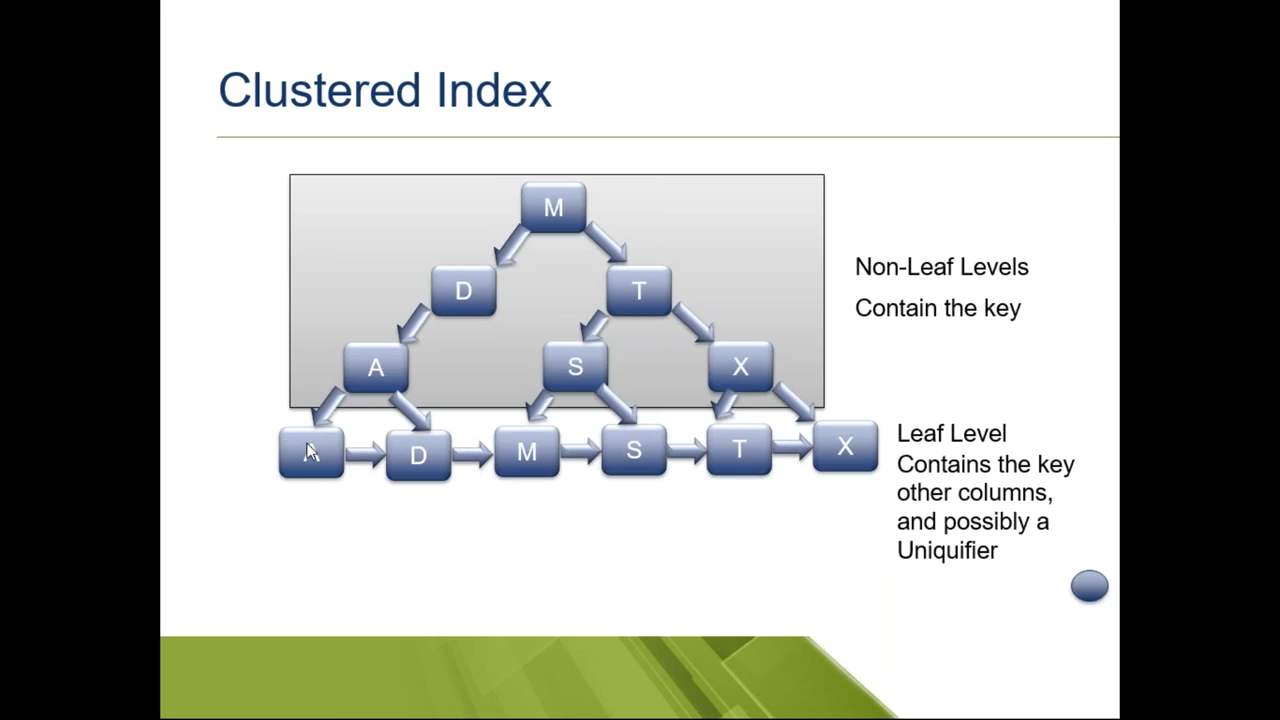 Clustered Index
M
D
T
Non-Leaf Levels
Contain the key
A
S
X
A
D
M
S
T
X
Leaf Level
Contains the key
other columns,
and possibly a
Uniquifier